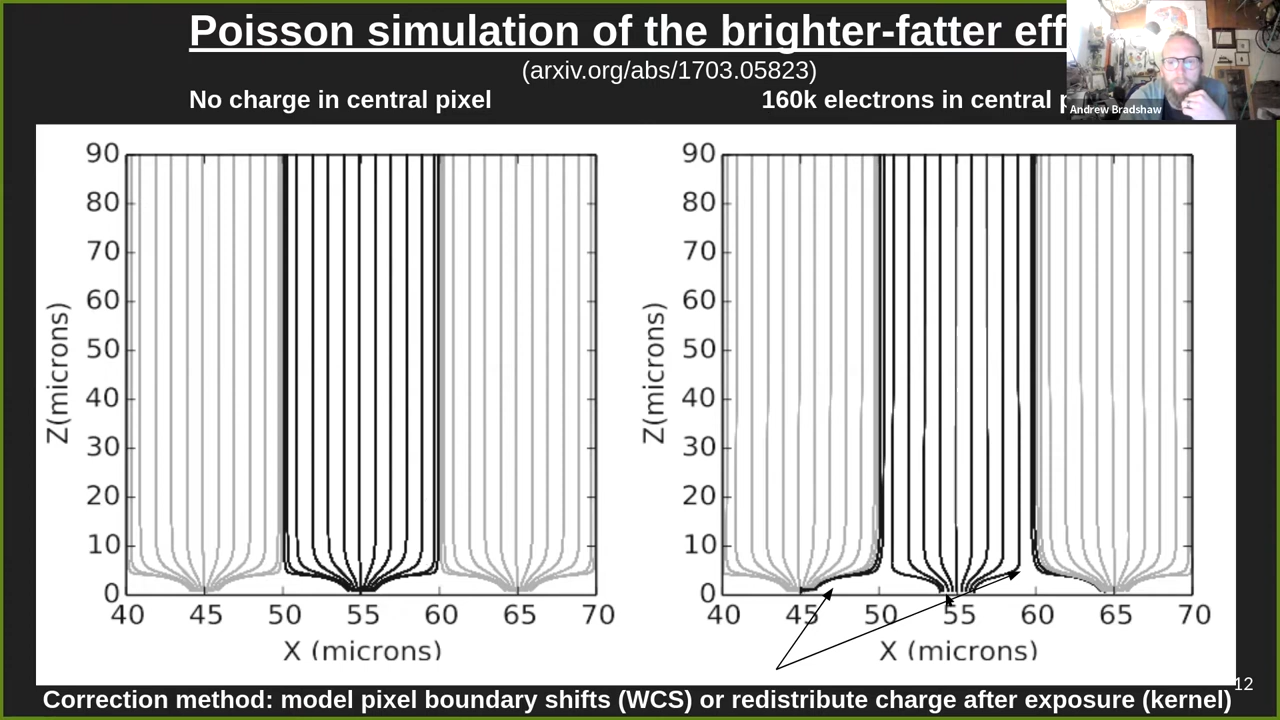 Poisson simulation of the brighter-fatter eff
(arxiv.org/abs/1703.05823)
No charge in central pixel
160k electrons in central p
Andrew Bradshaw
90
80
70
60
50
40
30
20
10
0
Z(microns)
40 45 50 55 60 65 70
X (microns)
90
80
70
60
50
40
30
20
10
0
Z(microns)
40 45 50 55 60 65 70
X (microns)
12
Correction method: model pixel boundary shifts (WCS) or redistribute charge after exposure (kernel)